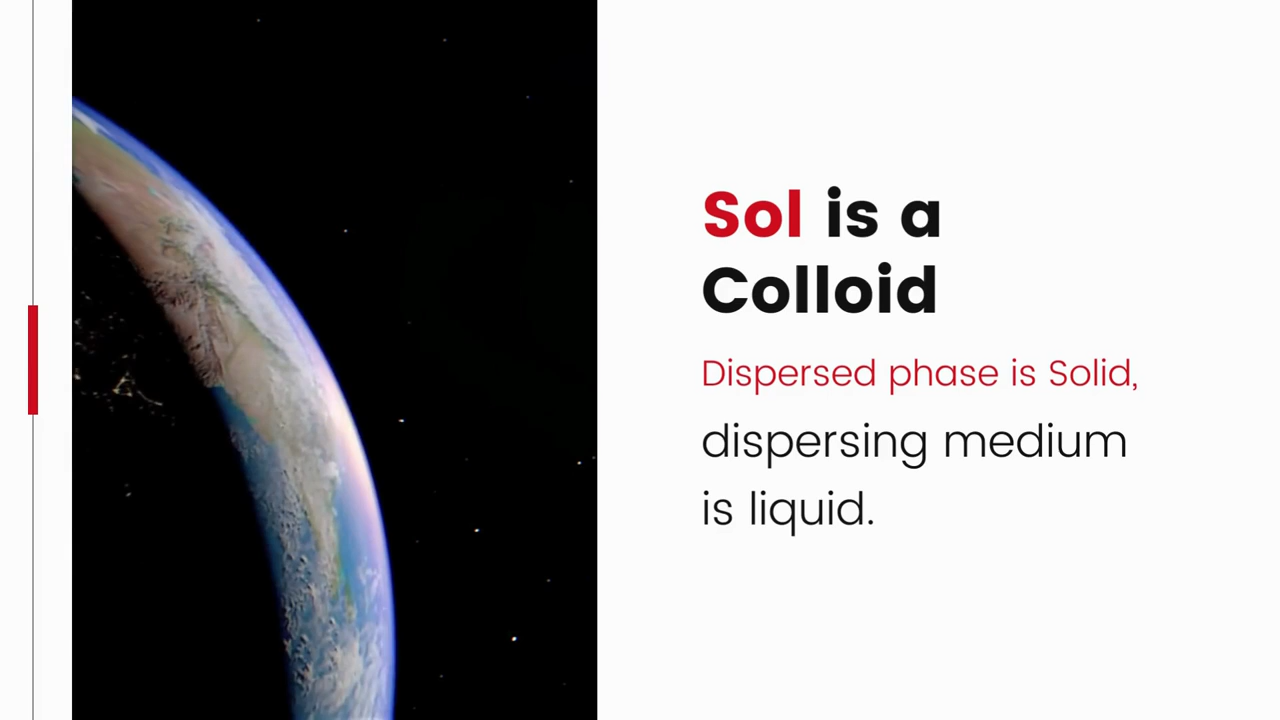 Sol is a
Colloid
Dispersed phase is Solid,
dispersing medium
is liquid.